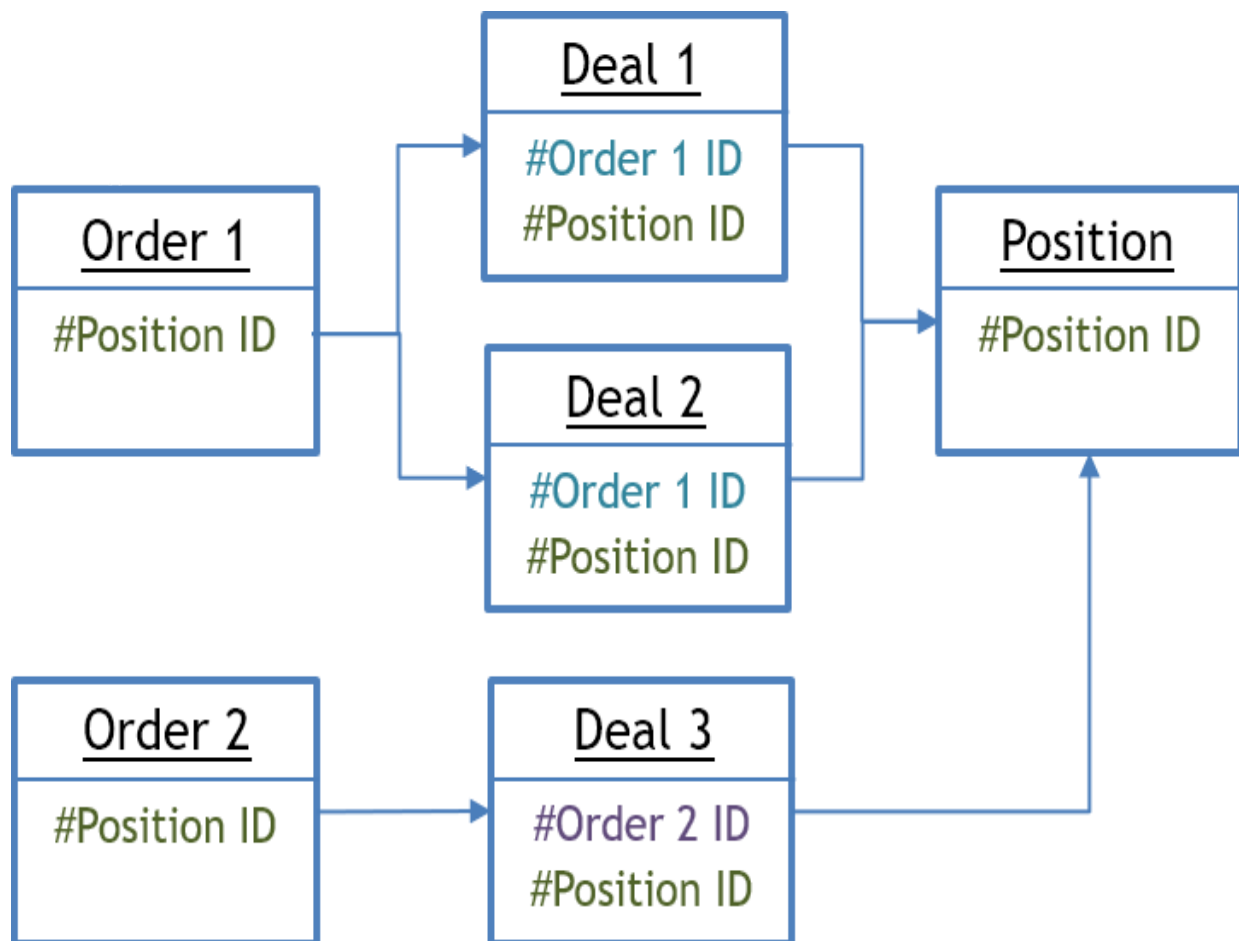 Deal 1
#Order 1 ID
#Position ID
Order 1
#Position ID
Position
#Position ID
Deal 2
#Order 1 ID
#Position ID
Order 2
#Position ID
Deal 3
#Order 2 ID
#Position ID